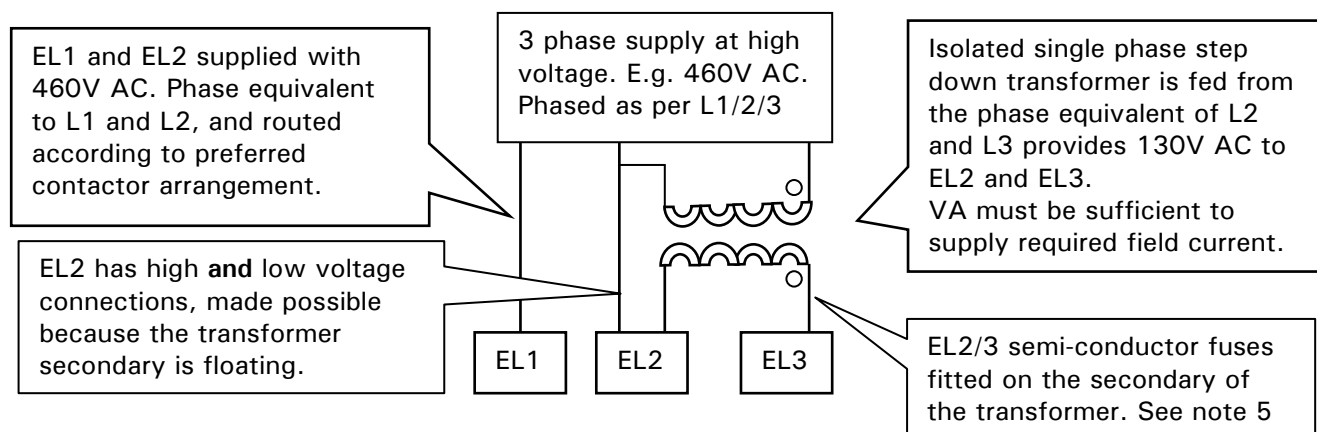 EL1 and EL2 supplied with
460V AC. Phase equivalent
to L1 and L2, and routed
according to preferred
contactor arrangement.
3 phase supply at high
voltage. E.g. 460V AC.
Phased as per L1/2/3
Isolated single phase step
down transformer is fed from
the phase equivalent of L2
and L3 provides 130V AC to
EL2 and EL3.
VA must be sufficient to
supply required field current.
EL2 has high and low voltage
connections, made possible
because the transformer
secondary is floating.
EL1
EL2
EL3
EL2/3 semi-conductor fuses
fitted on the secondary of
the transformer. See note 5